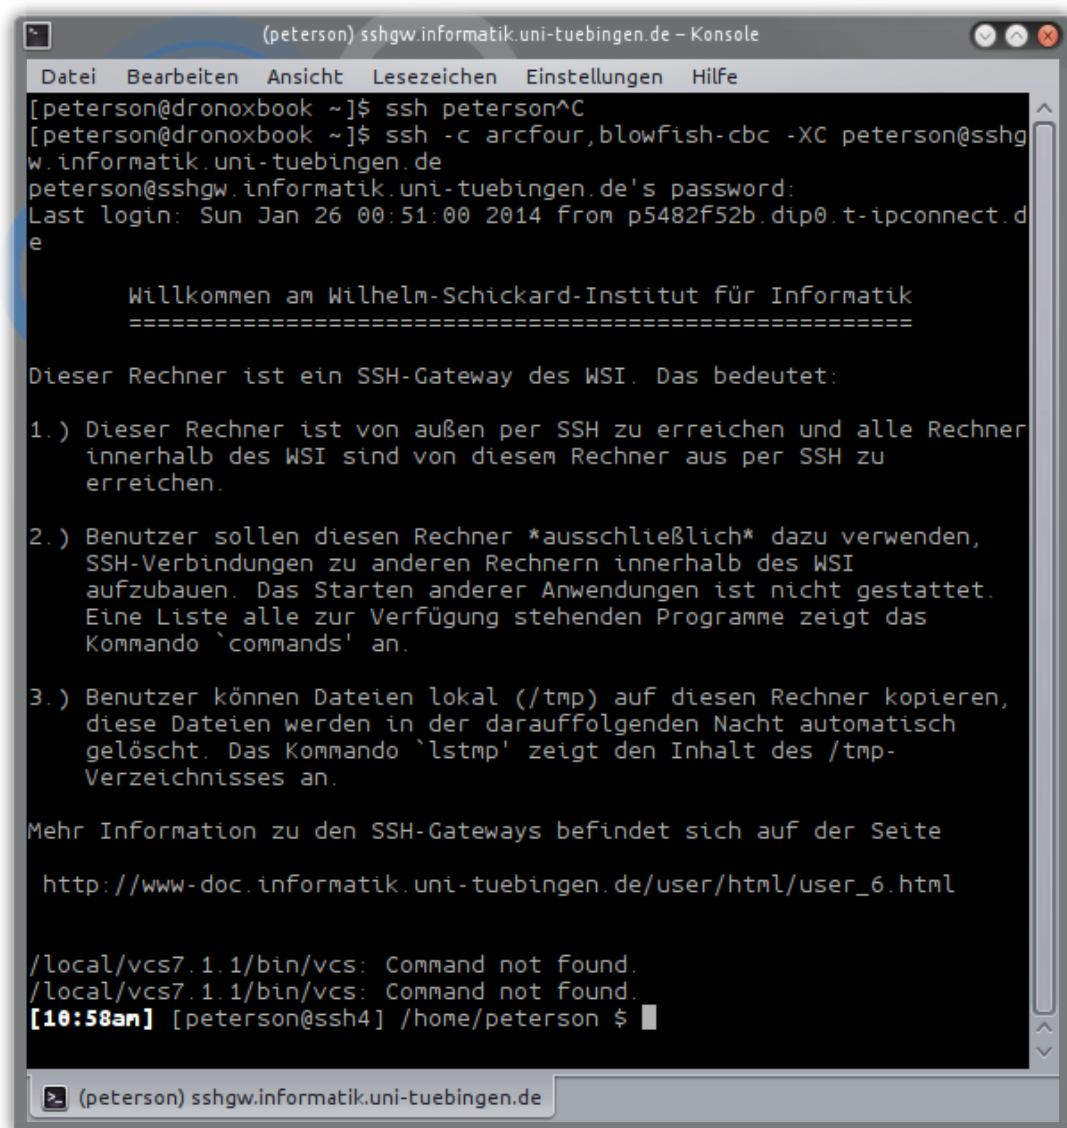 (peterson) sshgw.informatik.uni-tuebingen.de – Konsole
Datei Bearbeiten Ansicht Lesezeichen Einstellungen Hilfe
[peterson@dronoxbook ~]$ ssh peterson^C
[peterson@dronoxbook ~]$ ssh -c arcfour,blowfish-cbc -XC peterson@sshg
w.informatik.uni-tuebingen.de
peterson@sshgw.informatik.uni-tuebingen.de's password:
Last login: Sun Jan 26 00:51:00 2014 from p5482f52b.dip0.t-ipconnect.d
e
Willkommen am Wilhelm-Schickard-Institut für Informatik
=======================================================
Dieser Rechner ist ein SSH-Gateway des WSI. Das bedeutet:
1.) Dieser Rechner ist von außen per SSH zu erreichen und alle Rechner
innerhalb des WSI sind von diesem Rechner aus per SSH zu
erreichen.
2.) Benutzer sollen diesen Rechner *ausschließlich* dazu verwenden,
SSH-Verbindungen zu anderen Rechnern innerhalb des WSI
aufzubauen. Das Starten anderer Anwendungen ist nicht gestattet.
Eine Liste alle zur Verfügung stehenden Programme zeigt das
Kommando `commands' an.
3.) Benutzer können Dateien lokal (/tmp) auf diesen Rechner kopieren,
diese Dateien werden in der darauffolgenden Nacht automatisch
gelöscht. Das Kommando `lstmp' zeigt den Inhalt des /tmp-
Verzeichnisses an.
Mehr Information zu den SSH-Gateways befindet sich auf der Seite
http://www-doc.informatik.uni-tuebingen.de/user/html/user_6.html
/local/vcs7.1.1/bin/vcs: Command not found.
/local/vcs7.1.1/bin/vcs: Command not found.
[10:58am] [peterson@ssh4] /home/peterson $
(peterson) sshgw.informatik.uni-tuebingen.de